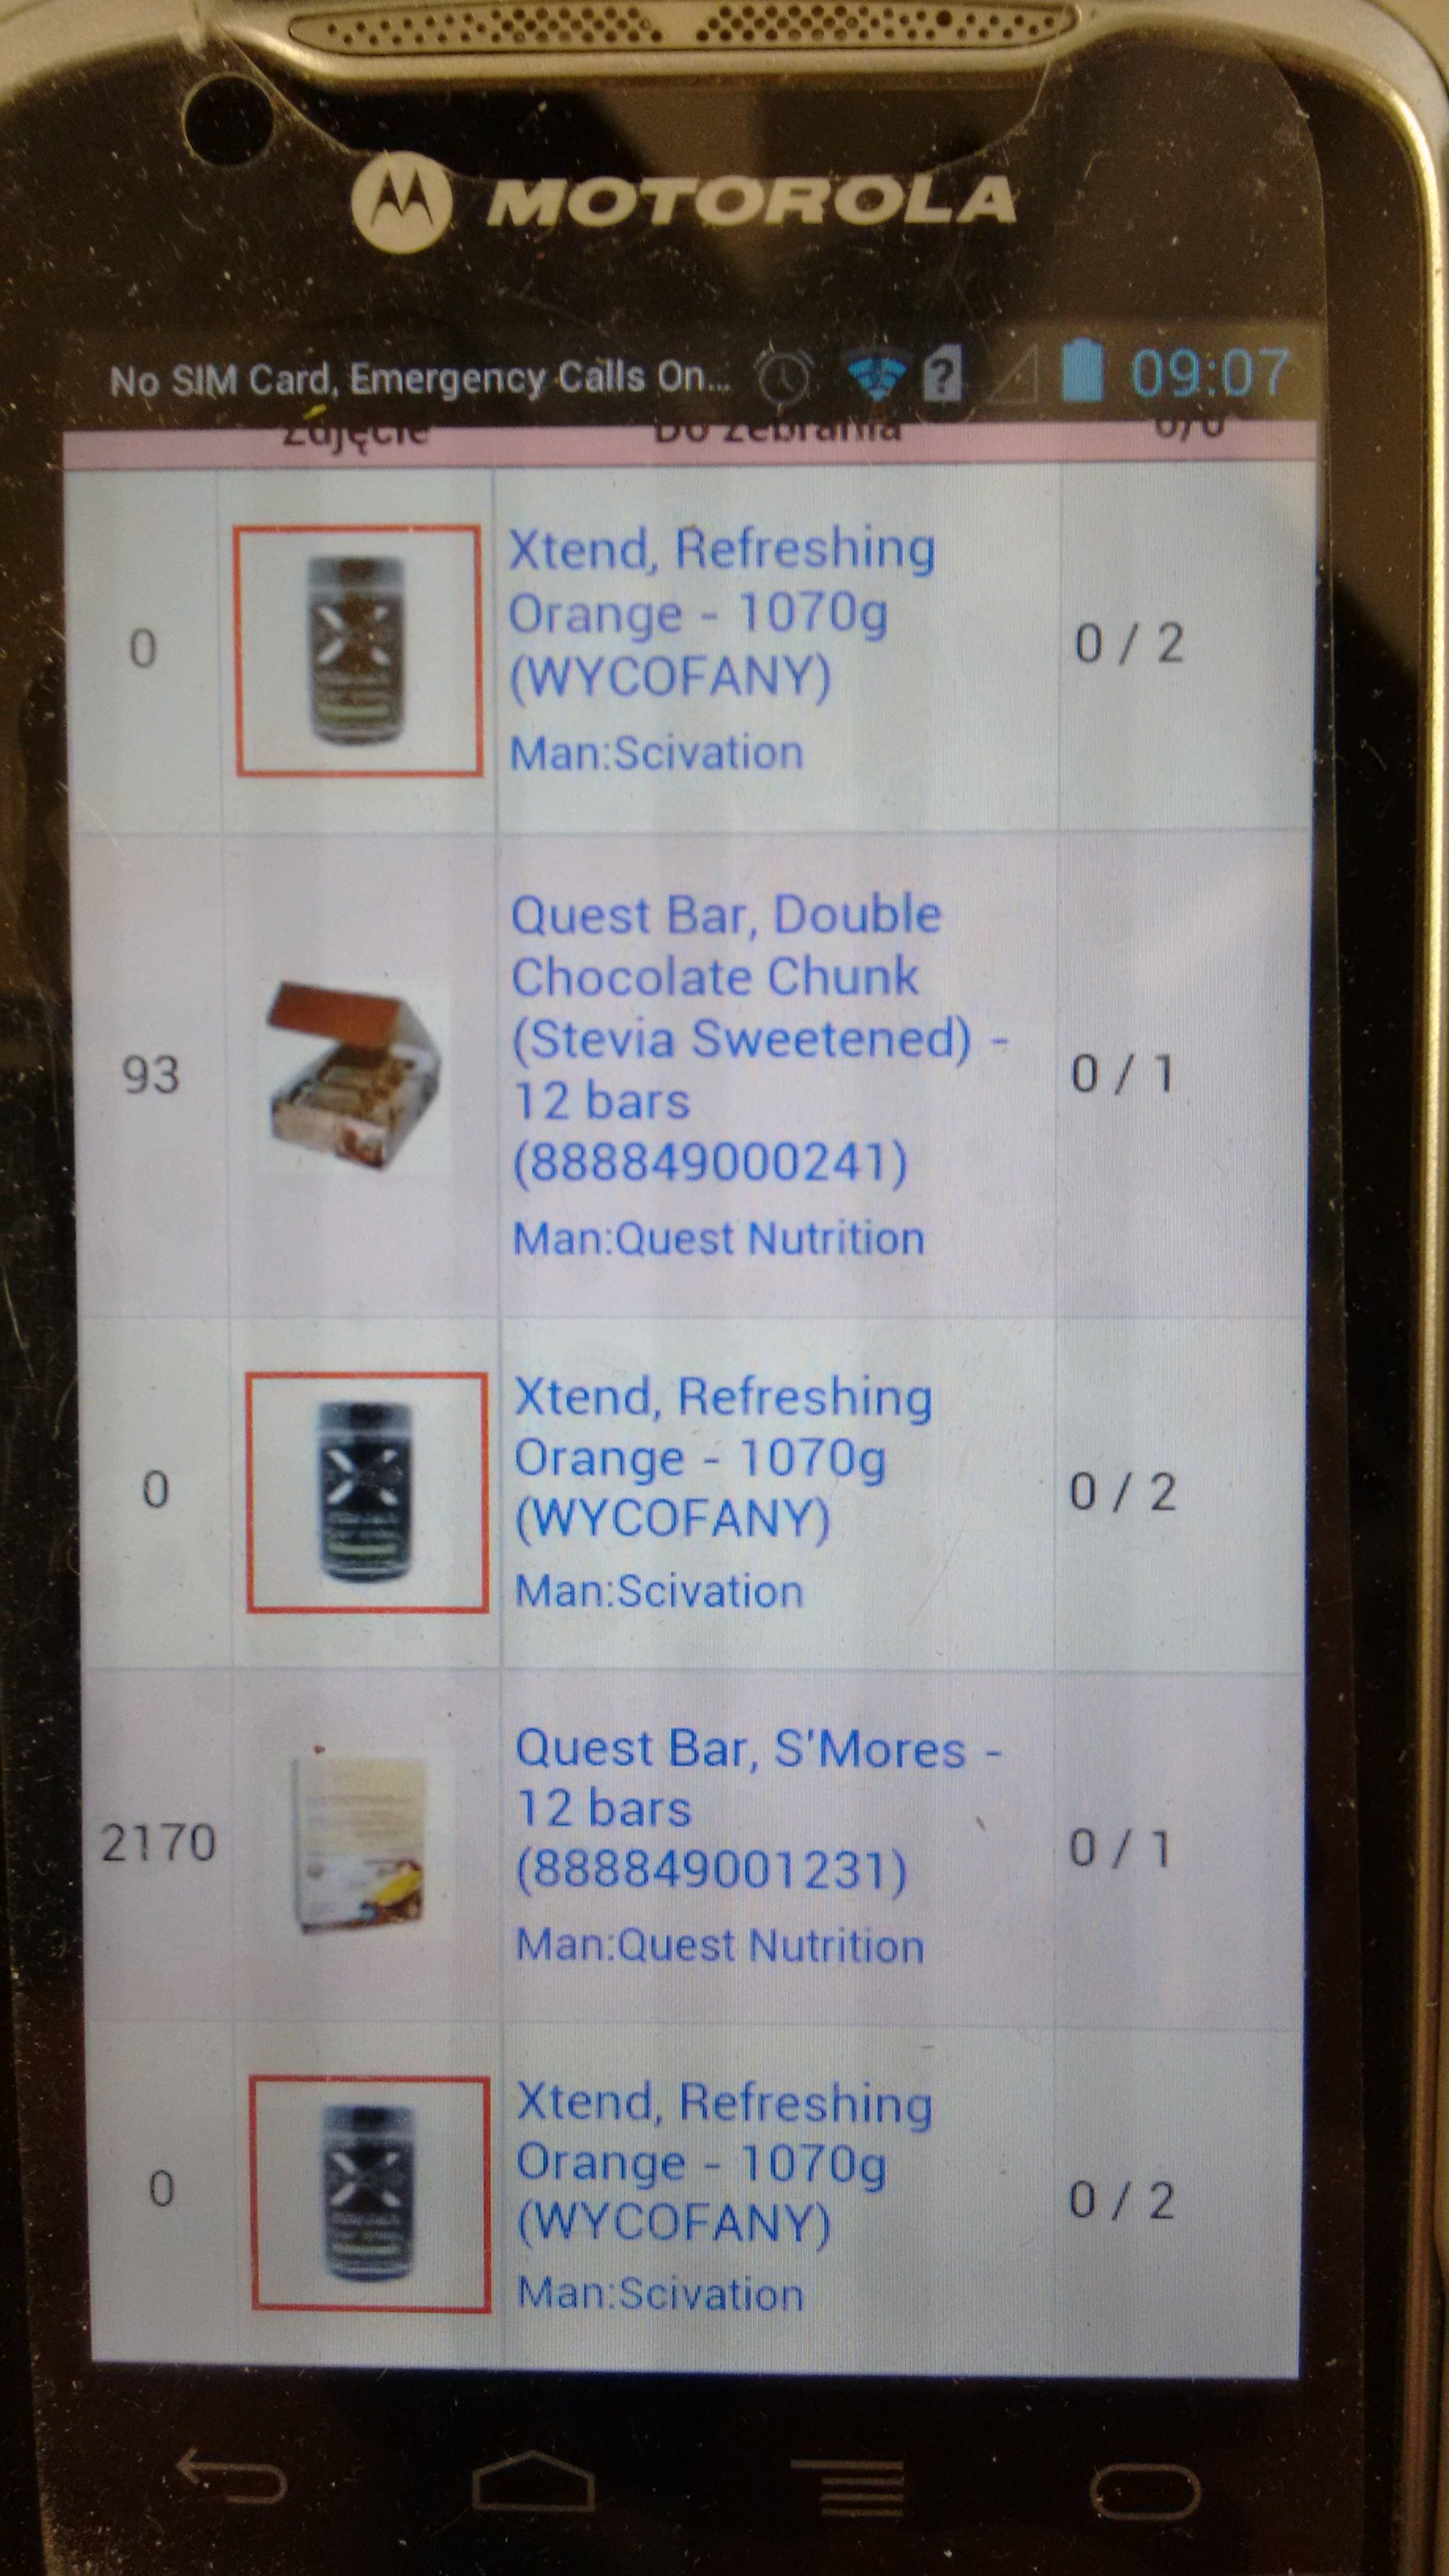 MOTOROLA
No SIM Card, Emergency Calls On... 09:07
Zdjęcie Do zebrania 0/0
0 Xtend, Refreshing
Orange - 1070g
(WYCOFANY)
Man:Scivation
0 / 2
93 Quest Bar, Double
Chocolate Chunk
(Stevia Sweetened) -
12 bars
(888849000241)
Man:Quest Nutrition
0 / 1
0 Xtend, Refreshing
Orange - 1070g
(WYCOFANY)
Man:Scivation
0 / 2
2170 Quest Bar, S'Mores -
12 bars
(888849001231)
Man:Quest Nutrition
0 / 1
0 Xtend, Refreshing
Orange - 1070g
(WYCOFANY)
Man:Scivation
0 / 2